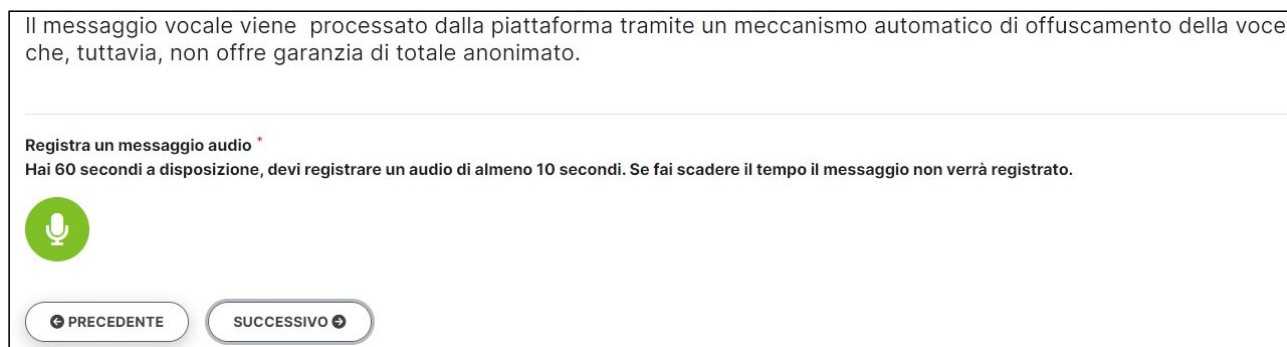 Il messaggio vocale viene processato dalla piattaforma tramite un meccanismo automatico di offuscamento della voce
che, tuttavia, non offre garanzia di totale anonimato.
Registra un messaggio audio *
Hai 60 secondi a disposizione, devi registrare un audio di almeno 10 secondi. Se fai scadere il tempo il messaggio non verrà registrato.
PRECEDENTE SUCCESSIVO